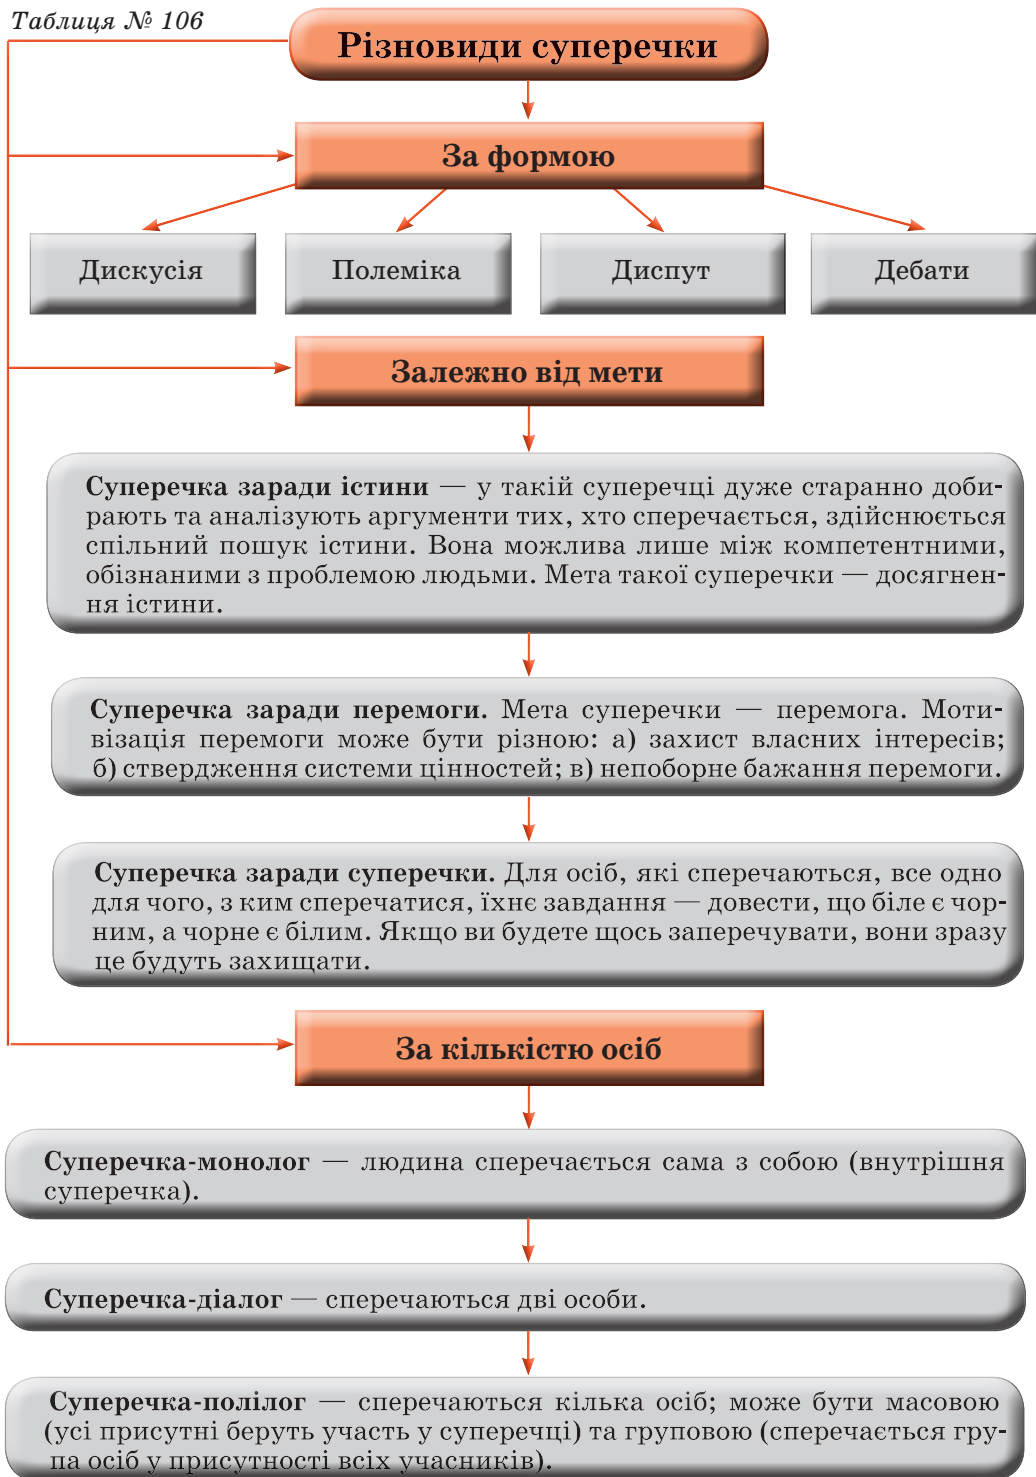 Таблиця № 106
Різновиди суперечки
За формою
Дискусія
Полеміка
Диспут
Дебати
Залежно від мети
Суперечка заради істини — у такій суперечці дуже старанно доби-
рають та аналізують аргументи тих, хто сперечається, здійснюється
спільний пошук істини. Вона можлива лише між компетентними,
обізнаними з проблемою людьми. Мета такої суперечки — досягнен-
ня істини.
Суперечка заради перемоги. Мета суперечки — перемога. Моти-
візація перемоги може бути різною: а) захист власних інтересів;
б) ствердження системи цінностей; в) непоборне бажання перемоги.
Суперечка заради суперечки. Для осіб, які сперечаються, все одно
для чого, з ким сперечатися, їхнє завдання — довести, що біле є чор-
ним, а чорне є білим. Якщо ви будете щось заперечувати, вони зразу
це будуть захищати.
За кількістю осіб
Суперечка-монолог — людина сперечається сама з собою (внутрішня
суперечка).
Суперечка-діалог — сперечаються дві особи.
Суперечка-полілог — сперечаються кілька осіб; може бути масовою
(усі присутні беруть участь у суперечці) та груповою (сперечається гру-
па осіб у присутності всіх учасників).